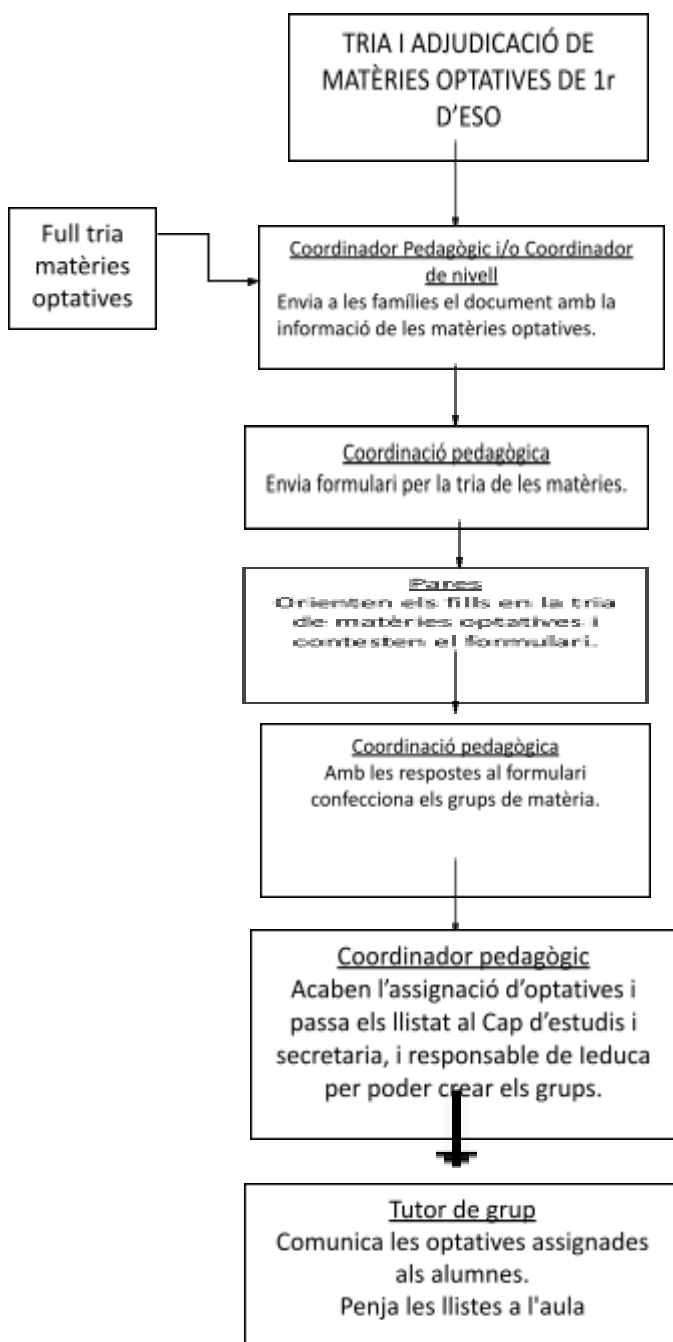 TRIA I ADJUDICACIÓ DE
MATÈRIES OPTATIVES DE 1r
D'ESO
Full tria
matèries
optatives
Coordinador Pedagògic i/o Coordinador
de nivell
Envia a les famílies el document amb la
informació de les matèries optatives.
Coordinació pedagògica
Envia formulari per la tria de les matèries.
Pares
Orienten els fills en la tria
de matèries optatives i
contesten el formulari.
Coordinació pedagògica
Amb les respostes al formulari
confecciona els grups de matèria.
Coordinador pedagògic
Acaben l'assignació d'optatives i
passa els llistat al Cap d'estudis i
secretaria, i responsable de Ieduca
per poder crear els grups.
Tutor de grup
Comunica les optatives assignades
als alumnes.
Penja les llistes a l'aula